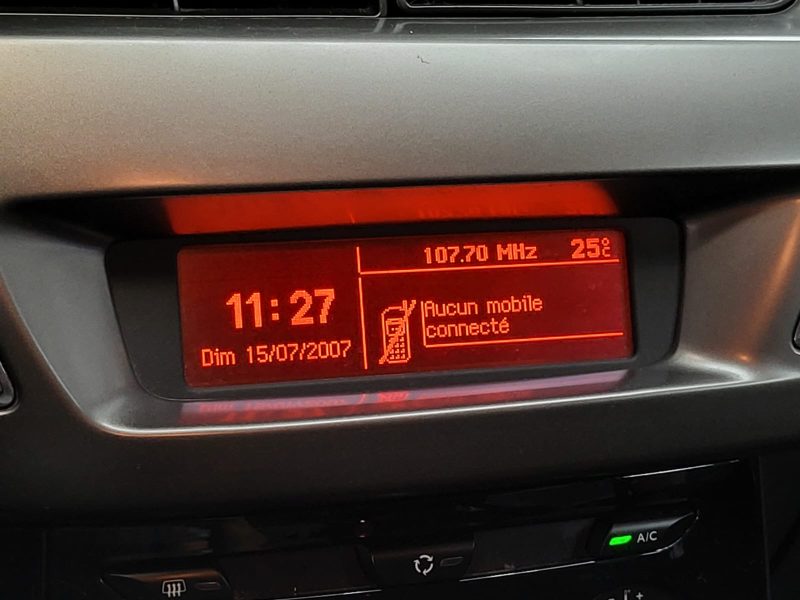 107.70 MHz 25°C
11:27
Dim 15/07/2007
Aucun mobile
connecté
A/C